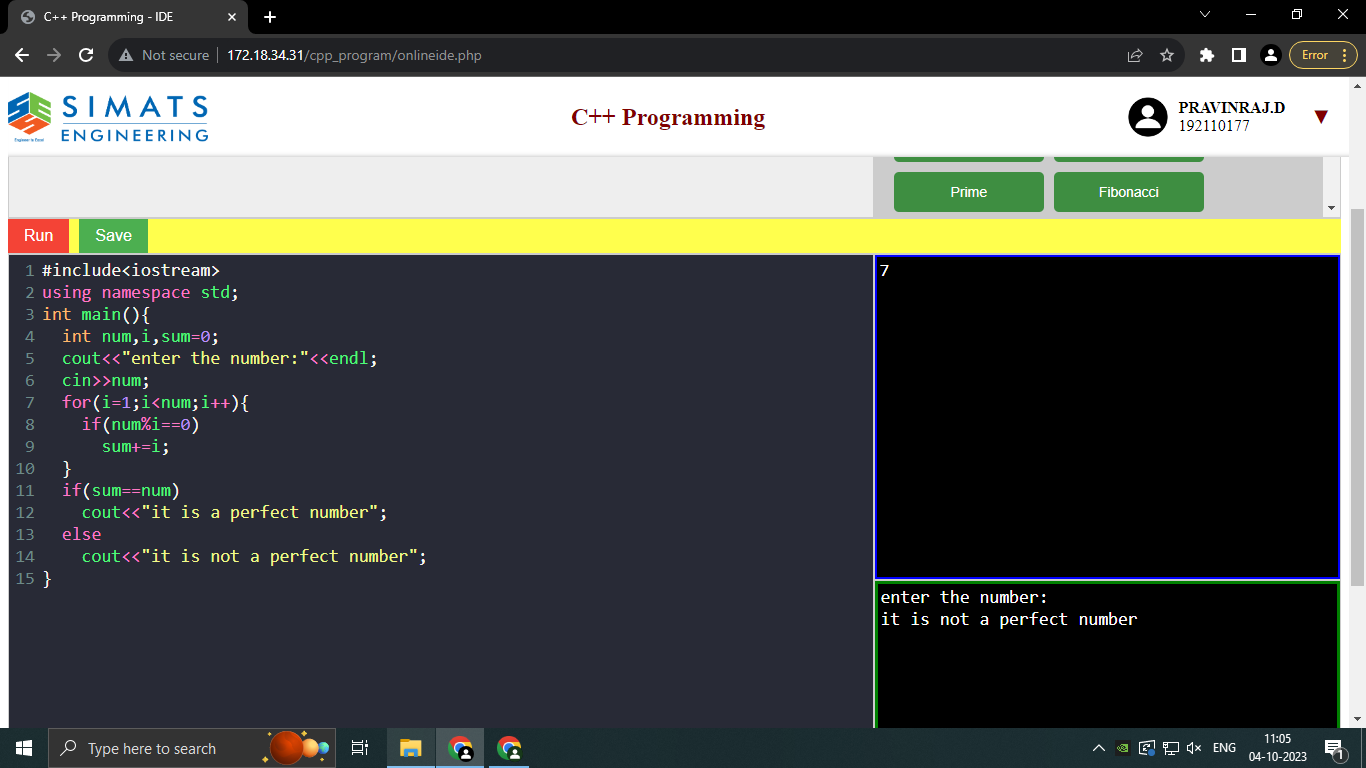 C++ Programming - IDE
Not secure
172.18.34.31/cpp_program/onlineide.php
Error
SIMATS
ENGINEERING
C++ Programming
PRAVINRAJ.D
192110177
Prime
Fibonacci
Run
Save
1 #include<iostream>
2 using namespace std;
3 int main(){
4 int num,i,sum=0;
5 cout<<"enter the number:"<<endl;
6 cin>>num;
7 for(i=1;i<num;i++){
8 if(num%i==0)
9 sum+=i;
10 }
11 if(sum==num)
12 cout<<"it is a perfect number";
13 else
14 cout<<"it is not a perfect number";
15 }
7
enter the number:
it is not a perfect number
Type here to search
ENG
11:05
04-10-2023
1